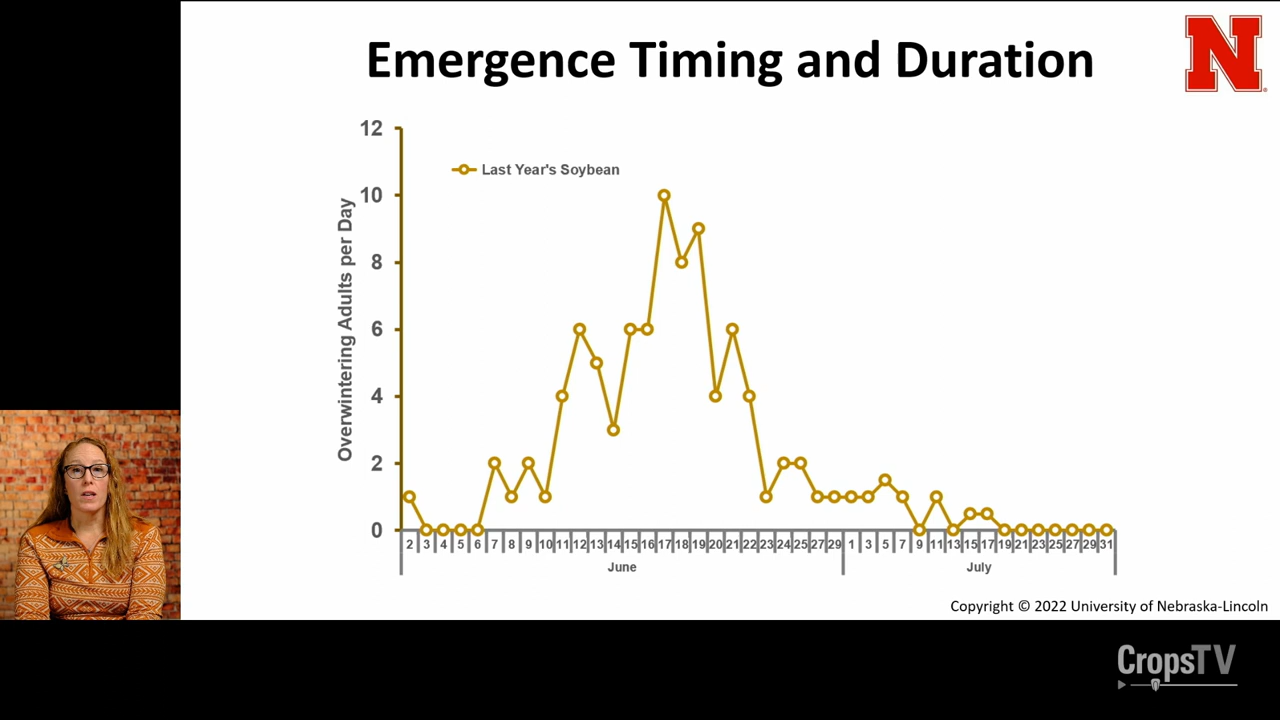 Emergence Timing and Duration
N
12
Last Year's Soybean
10
8
6
4
2
0
Overwintering Adults per Day
2 3 4 5 6 7 8 9 10 11 12 13 14 15 16 17 18 19 20 21 22 23 24 25 27 29 1 3 5 7 9 11 13 15 17 19 21 23 25 27 29 31
June July
Copyright © 2022 University of Nebraska-Lincoln
CropsTV